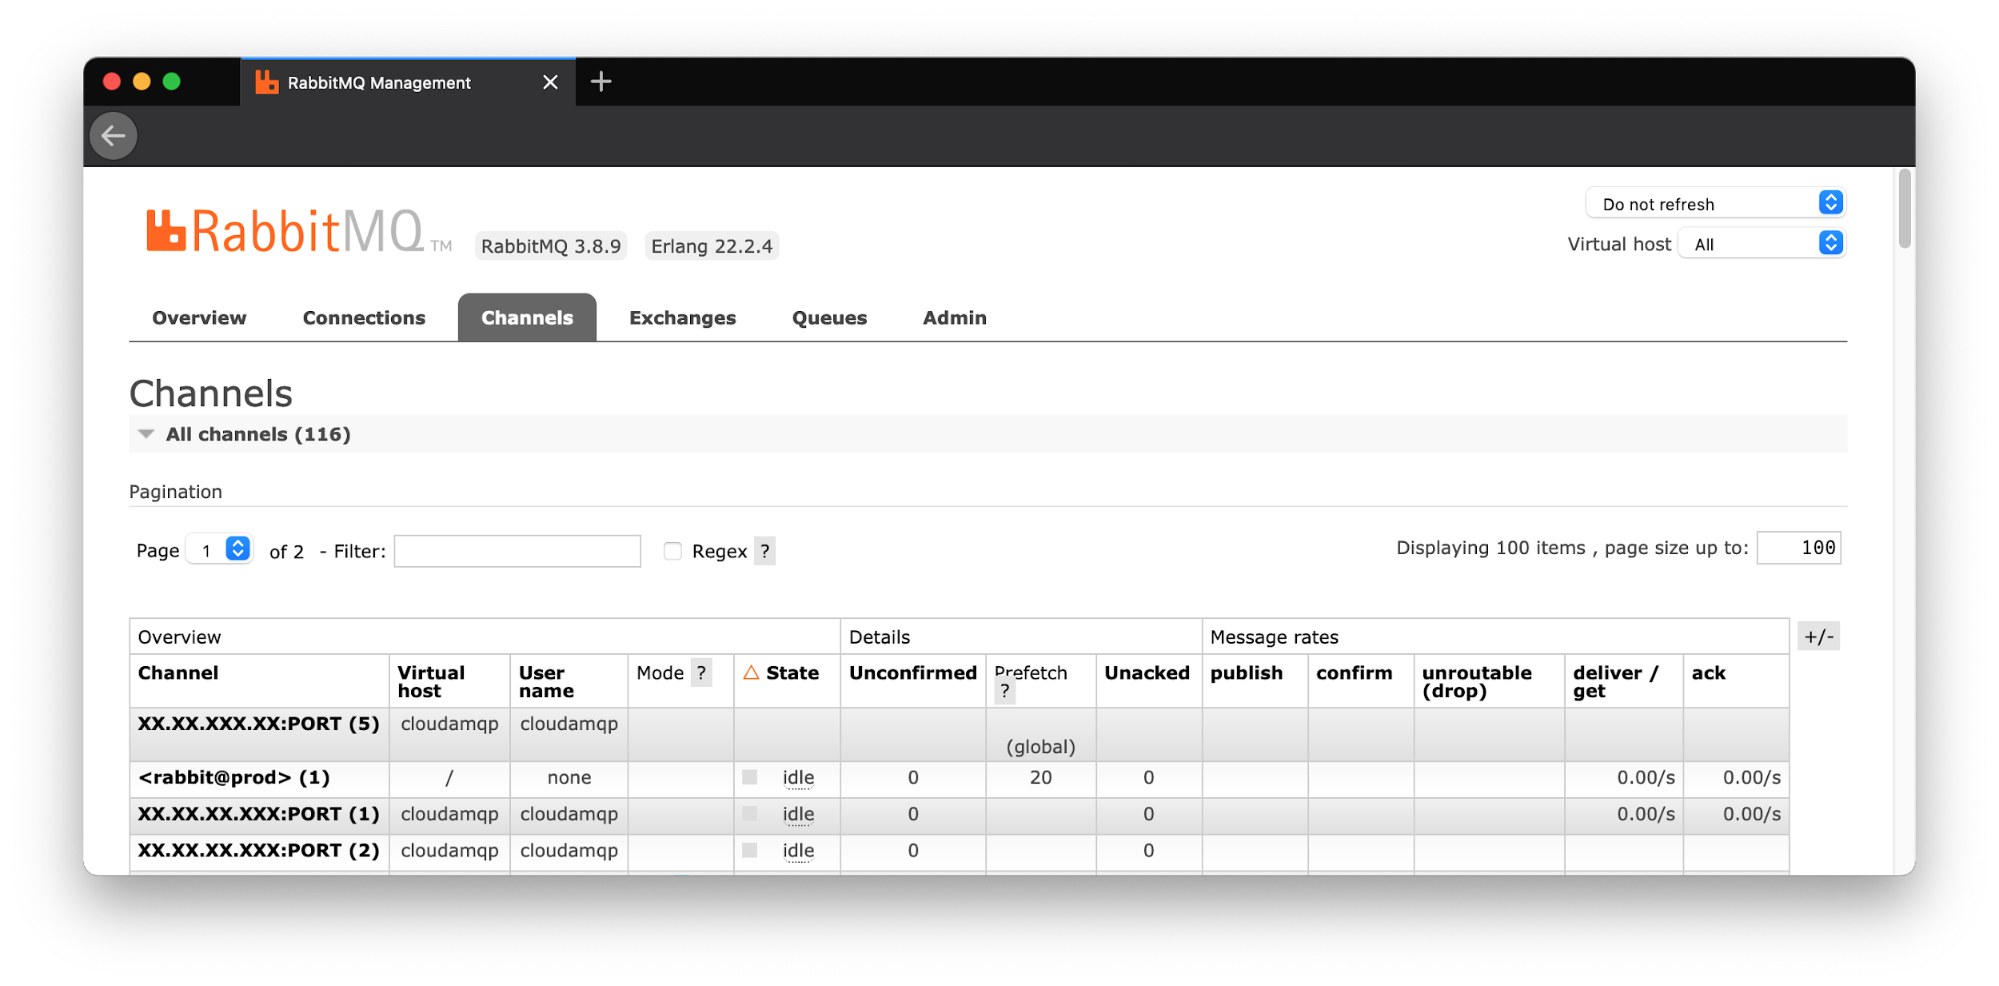 RabbitMQ Management
RabbitMQ TM RabbitMQ 3.8.9 Erlang 22.2.4
Do not refresh
Virtual host All
Overview Connections Channels Exchanges Queues Admin
Channels
All channels (116)
Pagination
Page 1 of 2 - Filter: Regex ? Displaying 100 items , page size up to: 100
Overview Details Message rates +/-
Channel Virtual host User name Mode ? △ State Unconfirmed Prefetch ? Unacked publish confirm unroutable (drop) deliver / get ack
XX.XX.XXX.XX:PORT (5) cloudamqp cloudamqp (global)
<rabbit@prod> (1) / none idle 0 20 0 0.00/s 0.00/s
XX.XX.XX.XXX:PORT (1) cloudamqp cloudamqp idle 0 0 0.00/s 0.00/s
XX.XX.XX.XXX:PORT (2) cloudamqp cloudamqp idle 0 0